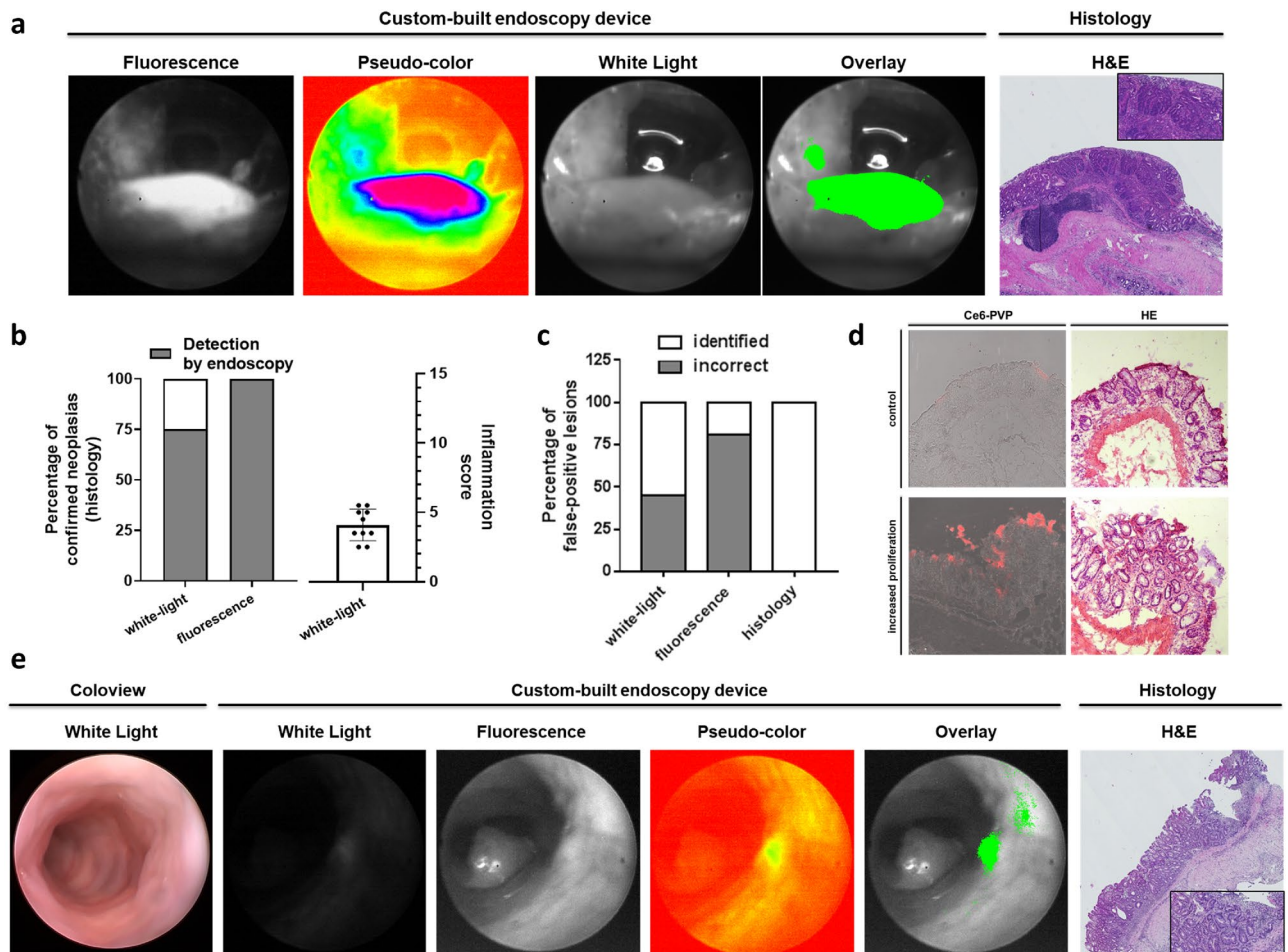 a
Custom-built endoscopy device
Histology
Fluorescence
Pseudo-color
White Light
Overlay
H&E
b
Detection
by endoscopy
Percentage of
confirmed neoplasias
(histology)
100
75
50
25
0
white-light
fluorescence
15
10
5
0
Inflammation
score
white-light
c
identified
incorrect
Percentage of
false-positive lesions
125
100
75
50
25
0
white-light
fluorescence
histology
d
Ce6-PVP
HE
control
increased proliferation
e
Coloview
Custom-built endoscopy device
Histology
White Light
White Light
Fluorescence
Pseudo-color
Overlay
H&E